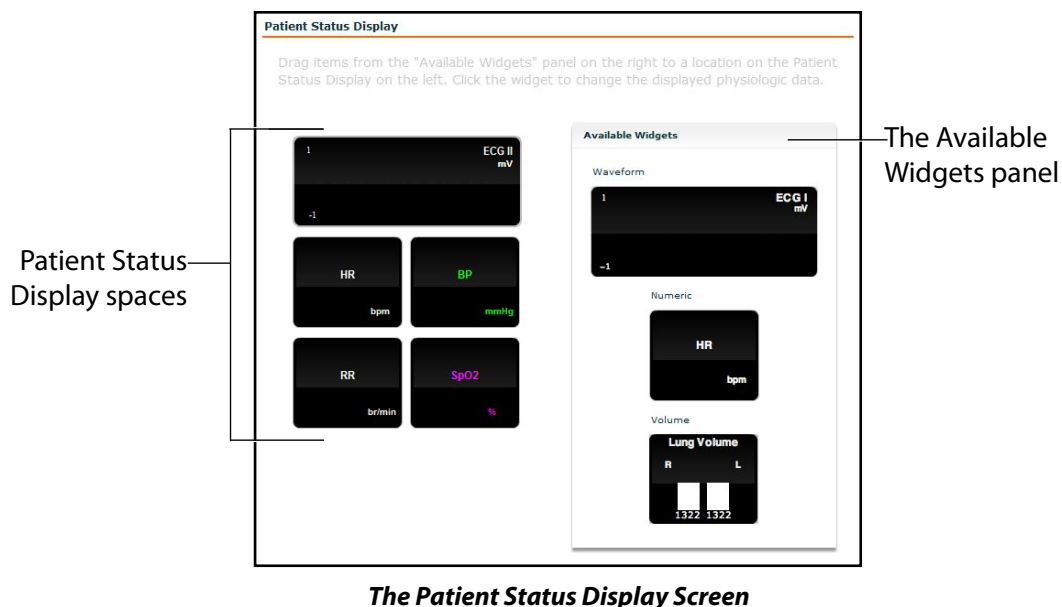 Patient Status Display
Drag items from the "Available Widgets" panel on the right to a location on the Patient
Status Display on the left. Click the widget to change the displayed physiologic data.
Patient Status
Display spaces
1
ECG II
mV
-1
HR
bpm
BP
mmHg
RR
br/min
SpO2
%
Available Widgets
Waveform
1
ECG I
mV
-1
Numeric
HR
bpm
Volume
Lung Volume
R L
1322 1322
The Available
Widgets panel
The Patient Status Display Screen